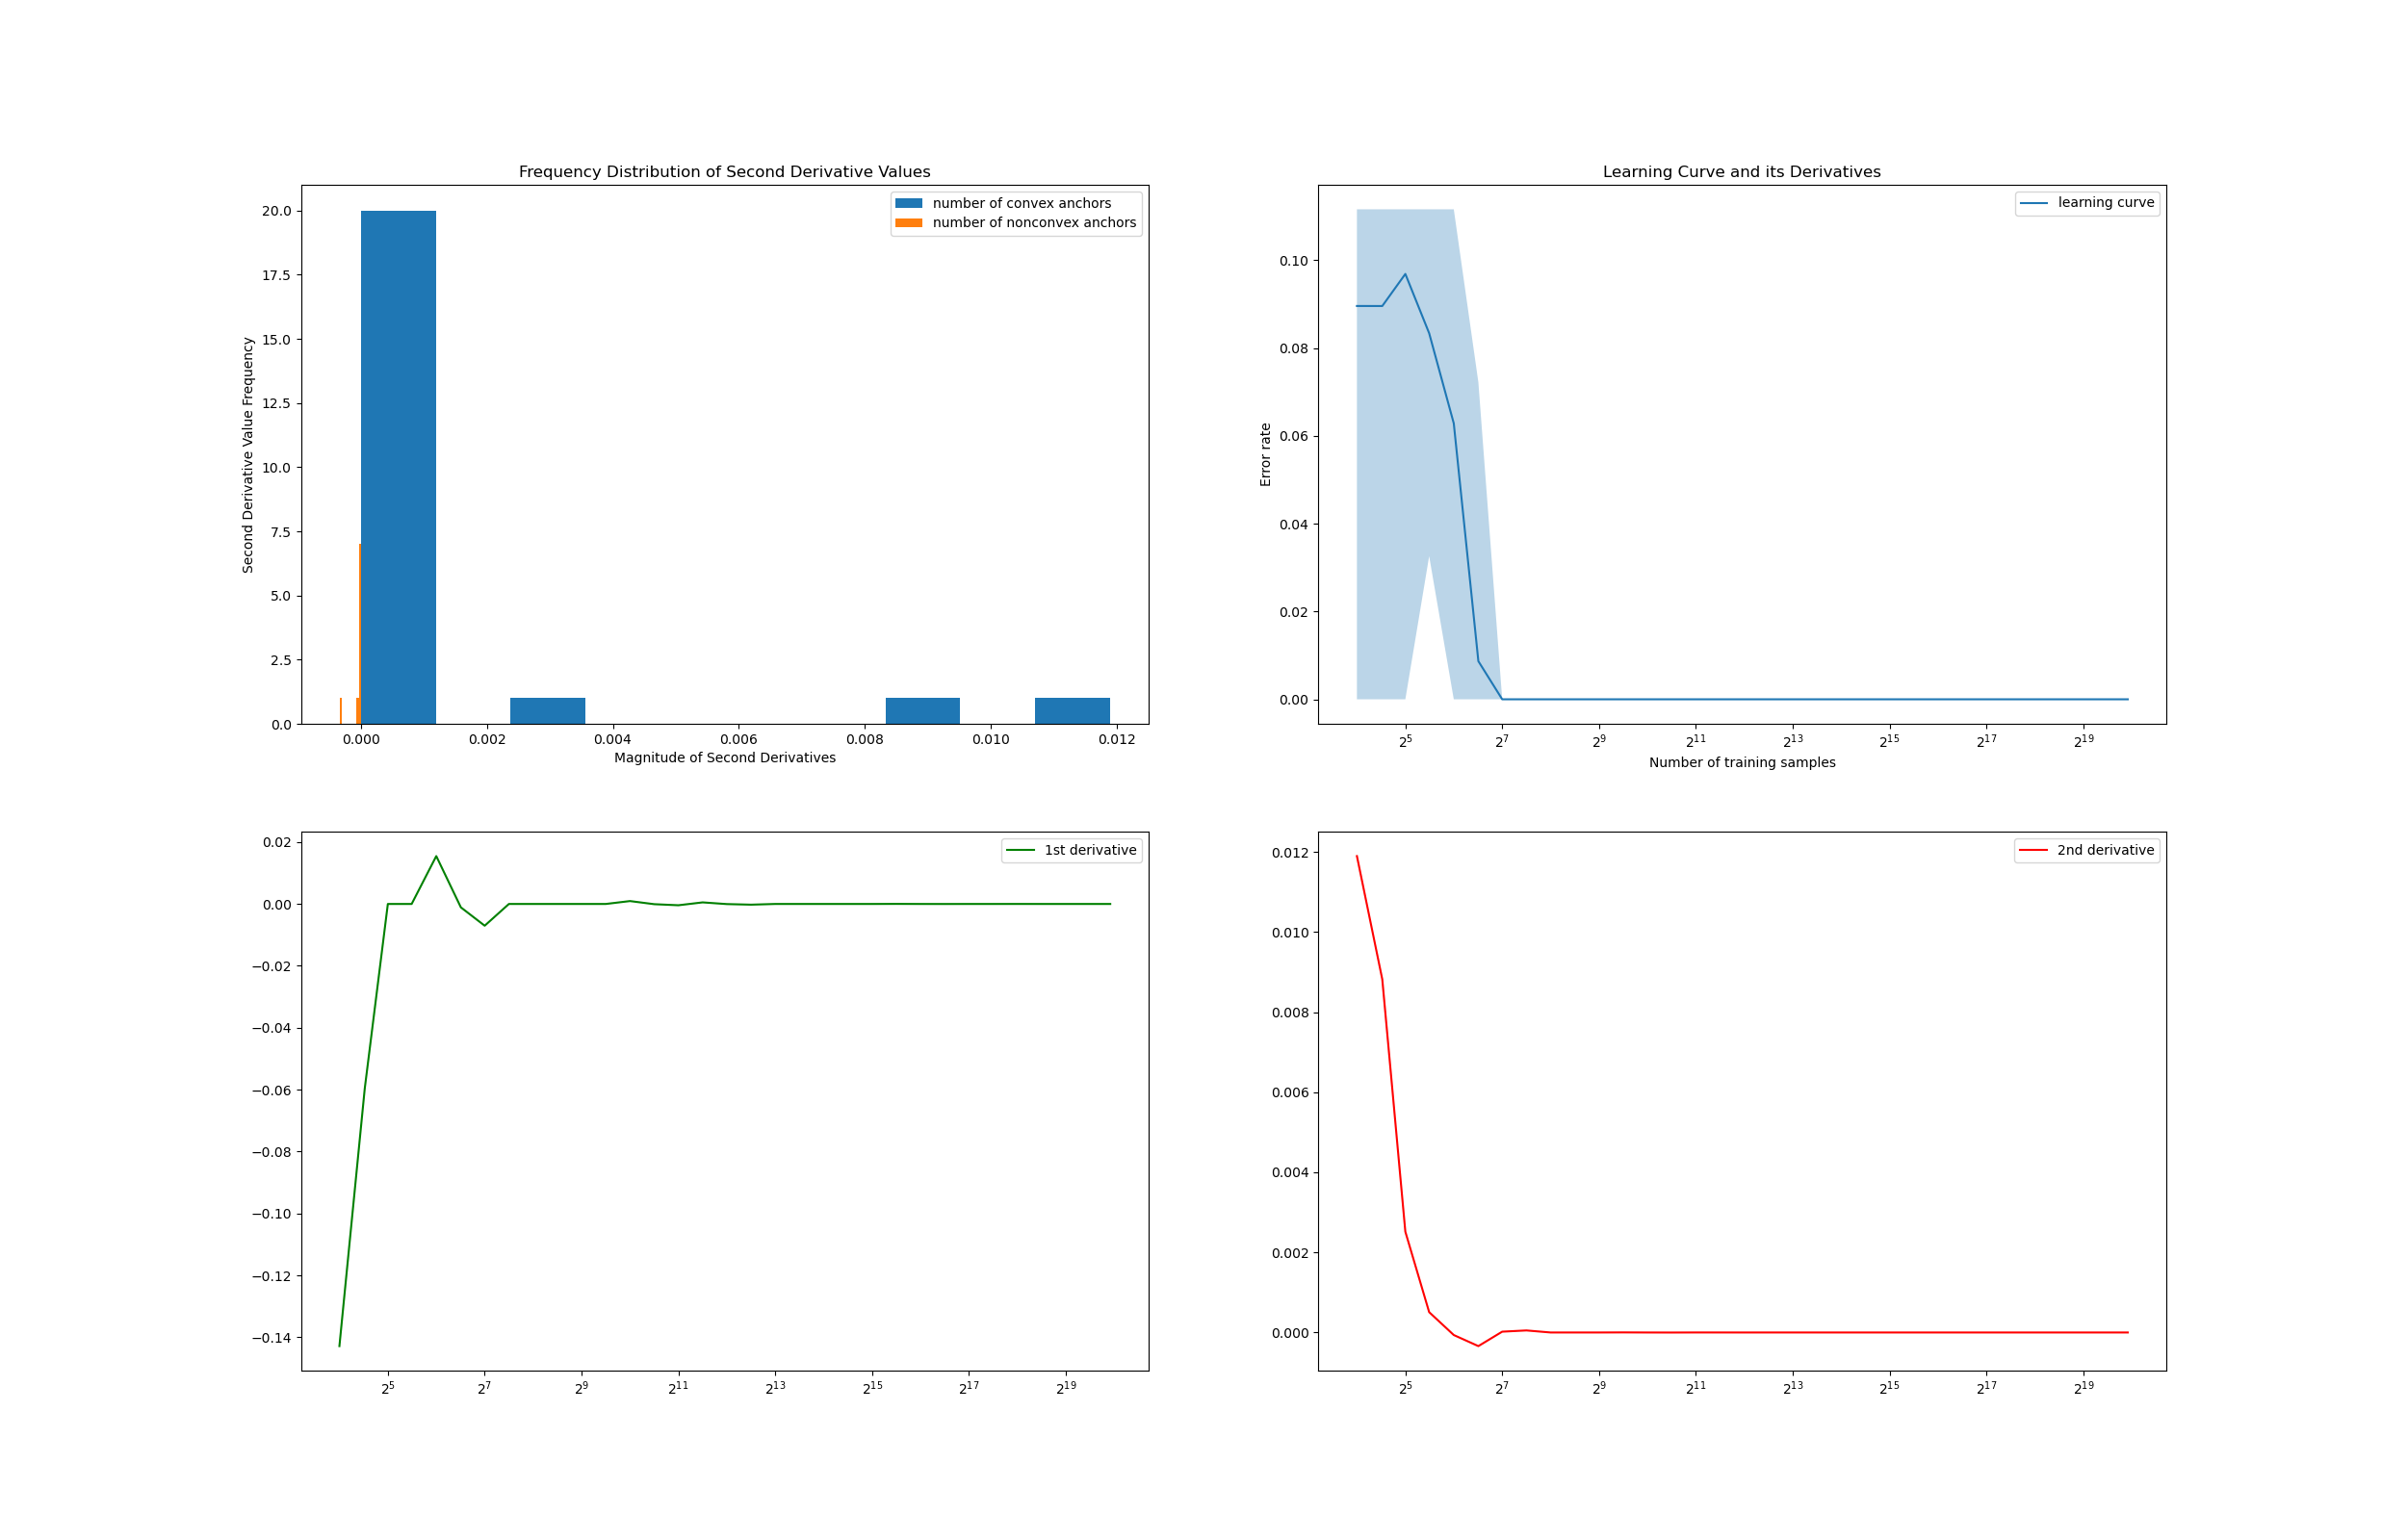 Frequency Distribution of Second Derivative Values
number of convex anchors
number of nonconvex anchors
Second Derivative Value Frequency
20.0
17.5
15.0
12.5
10.0
7.5
5.0
2.5
0.0
0.000 0.002 0.004 0.006 0.008 0.010 0.012
Magnitude of Second Derivatives
Learning Curve and its Derivatives
learning curve
Error rate
0.10
0.08
0.06
0.04
0.02
0.00
2^5 2^7 2^9 2^11 2^13 2^15 2^17 2^19
Number of training samples
1st derivative
0.02
0.00
−0.02
−0.04
−0.06
−0.08
−0.10
−0.12
−0.14
2^5 2^7 2^9 2^11 2^13 2^15 2^17 2^19
2nd derivative
0.012
0.010
0.008
0.006
0.004
0.002
0.000
2^5 2^7 2^9 2^11 2^13 2^15 2^17 2^19